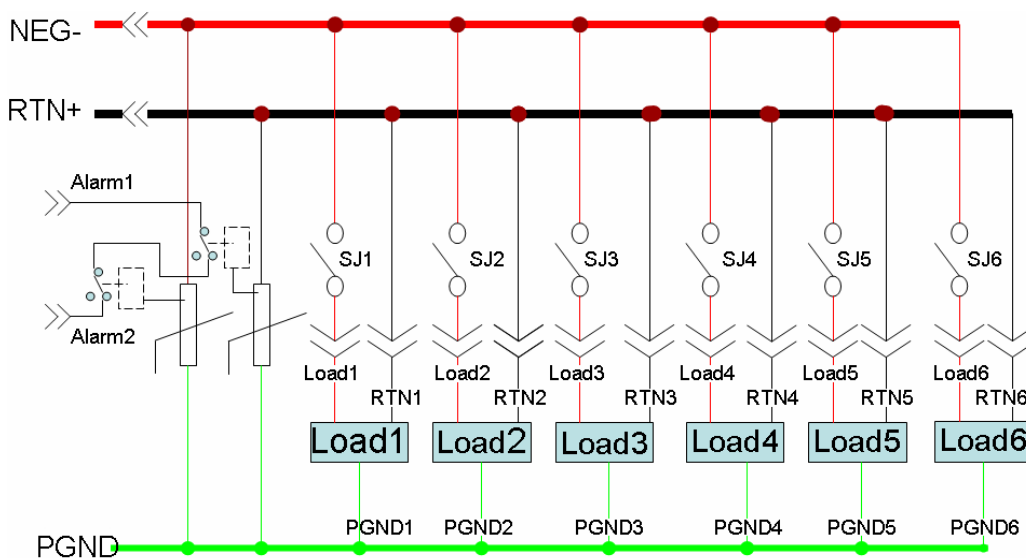 NEG-
RTN+
Alarm1
SJ1 SJ2 SJ3 SJ4 SJ5 SJ6
Alarm2
Load1 Load2 Load3 Load4 Load5 Load6
RTN1 RTN2 RTN3 RTN4 RTN5 RTN6
Load1 Load2 Load3 Load4 Load5 Load6
PGND1 PGND2 PGND3 PGND4 PGND5 PGND6
PGND